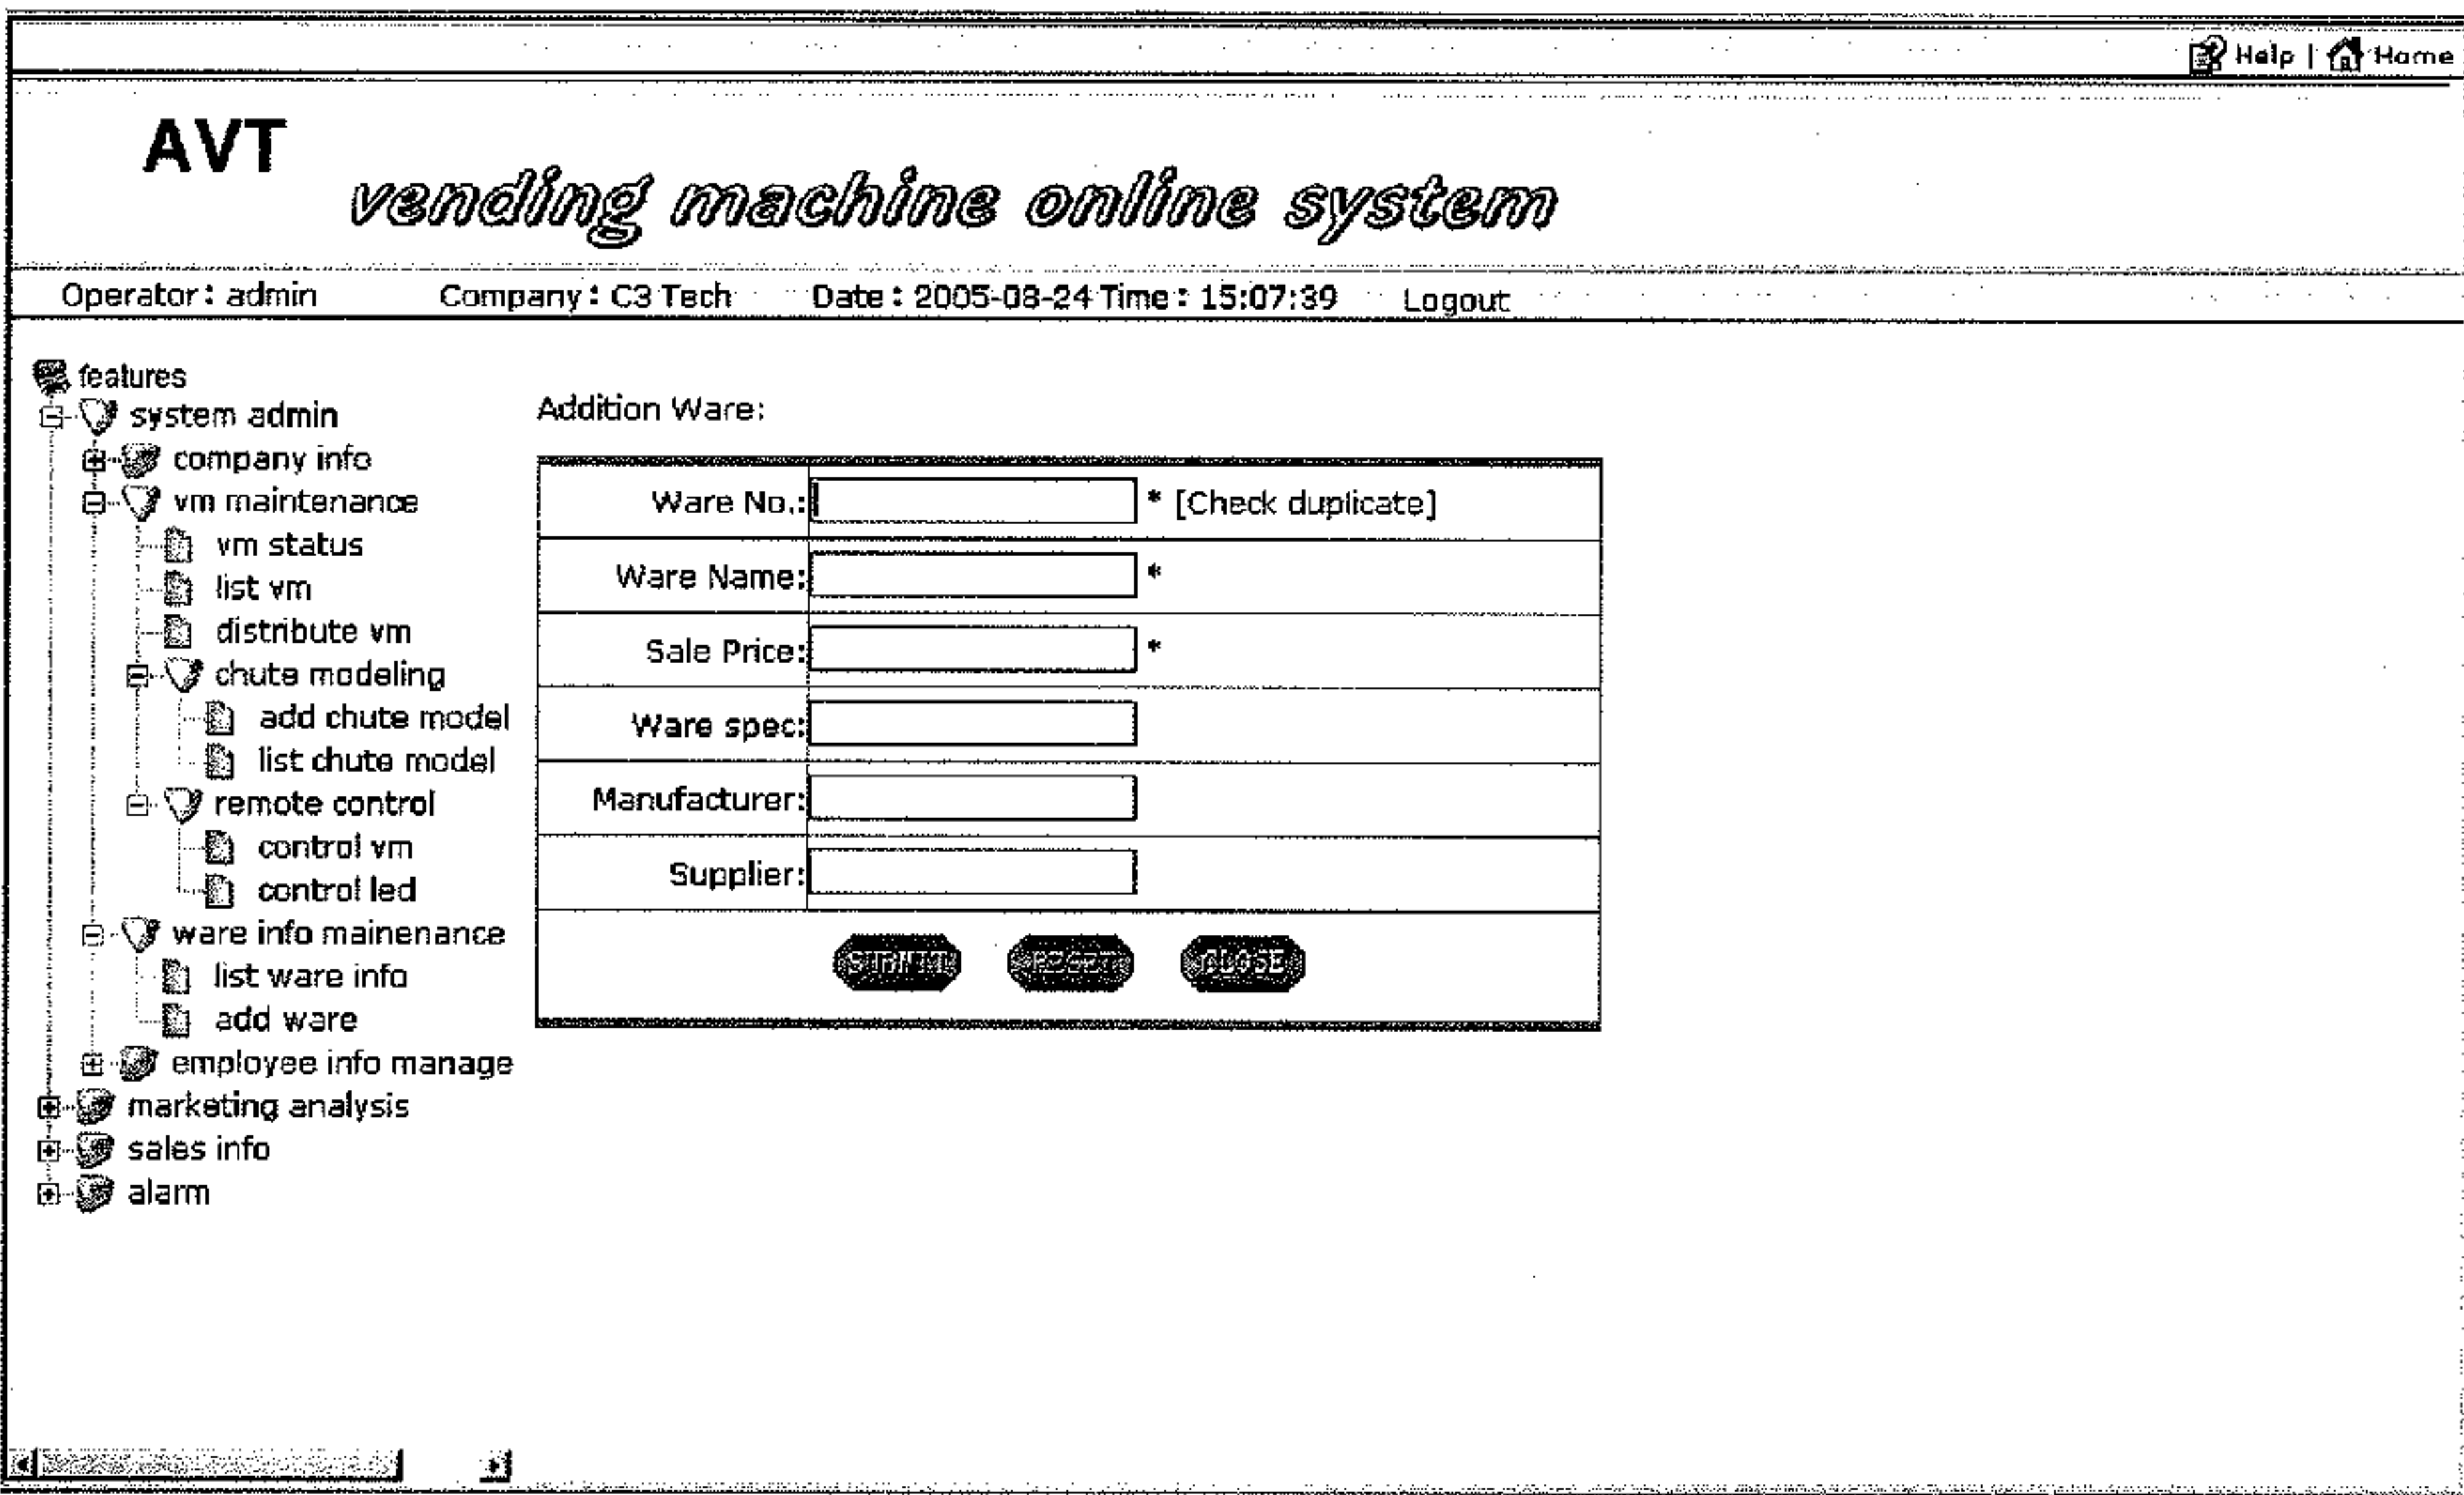 Help | Home
AVT
vending machine online system
Operator: admin Company: C3 Tech Date: 2005-08-24 Time: 15:07:39 Logout
features
system admin
company info
vm maintenance
vm status
list vm
distribute vm
chute modeling
add chute model
list chute model
remote control
control vm
control led
ware info mainenance
list ware info
add ware
employee info manage
marketing analysis
sales info
alarm
Addition Ware:
Ware No.: * [Check duplicate]
Ware Name: *
Sale Price: *
Ware spec:
Manufacturer:
Supplier:
SUBMIT RESET CLOSE